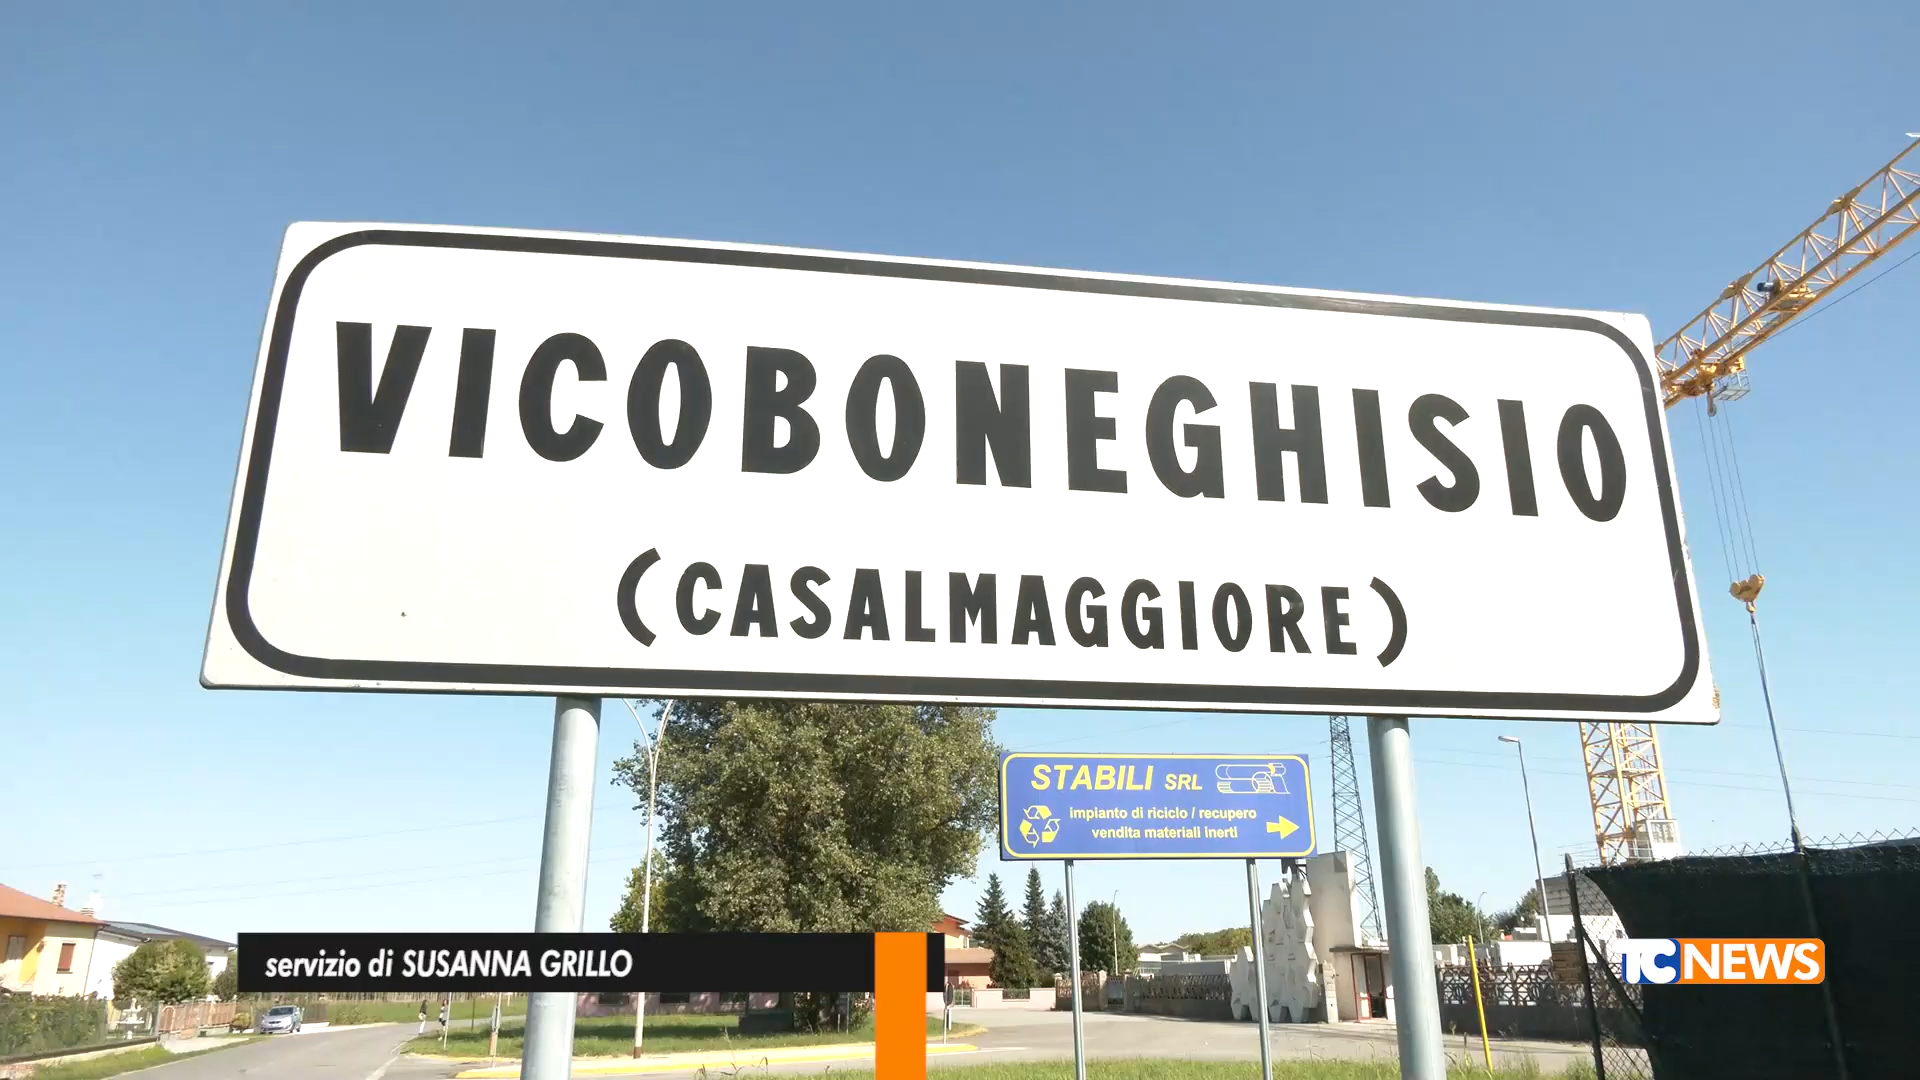 VICOBONEGHISIO
(CASALMAGGIORE)
STABILI SRL
impianto di riciclo / recupero
vendita materiali inerti
servizio di SUSANNA GRILLO
TCNEWS